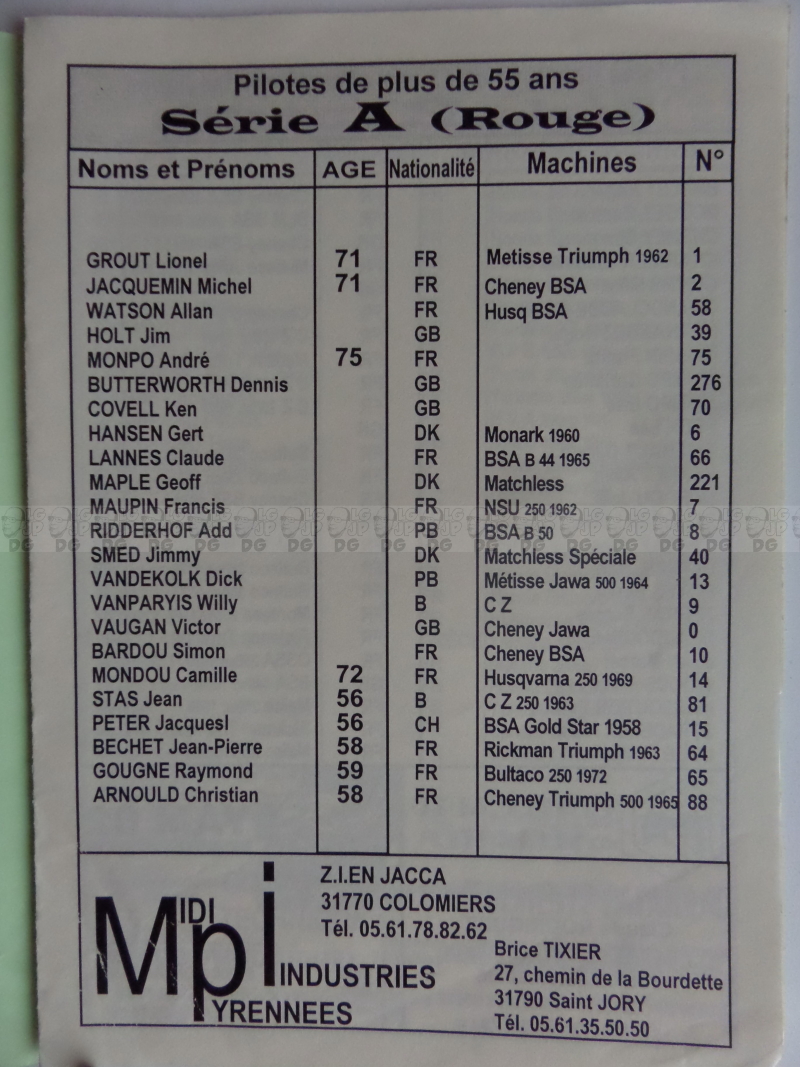 Pilotes de plus de 55 ans
Série A (Rouge)
Noms et Prénoms AGE Nationalité Machines N°
GROUT Lionel 71 FR Metisse Triumph 1962 1
JACQUEMIN Michel 71 FR Cheney BSA 2
WATSON Allan FR Husq BSA 58
HOLT Jim GB 39
MONPO André 75 FR 75
BUTTERWORTH Dennis GB 276
COVELL Ken GB 70
HANSEN Gert DK Monark 1960 6
LANNES Claude FR BSA B 44 1965 66
MAPLE Geoff DK Matchless 221
MAUPIN Francis FR NSU 250 1962 7
RIDDERHOF Add PB BSA B 50 8
SMED Jimmy DK Matchless Spéciale 40
VANDEKOLK Dick PB Métisse Jawa 500 1964 13
VANPARYIS Willy B C Z 9
VAUGAN Victor GB Cheney Jawa 0
BARDOU Simon FR Cheney BSA 10
MONDOU Camille 72 FR Husqvarna 250 1969 14
STAS Jean 56 B C Z 250 1963 81
PETER Jacquesl 56 CH BSA Gold Star 1958 15
BECHET Jean-Pierre 58 FR Rickman Triumph 1963 64
GOUGNE Raymond 59 FR Bultaco 250 1972 65
ARNOULD Christian 58 FR Cheney Triumph 500 1965 88
MIDI
PYRENNEES
INDUSTRIES
Z.I.EN JACCA
31770 COLOMIERS
Tél. 05.61.78.82.62
Brice TIXIER
27, chemin de la Bourdette
31790 Saint JORY
Tél. 05.61.35.50.50